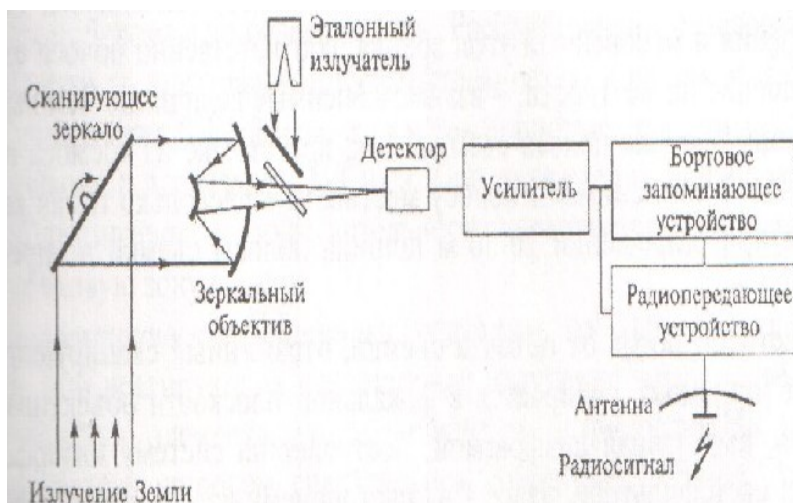 Эталонный
излучатель
Сканирующее
зеркало
Детектор
Усилитель
Бортовое
запоминающее
устройство
Зеркальный
объектив
Радиопередающее
устройство
Антенна
Радиосигнал
Излучение Земли